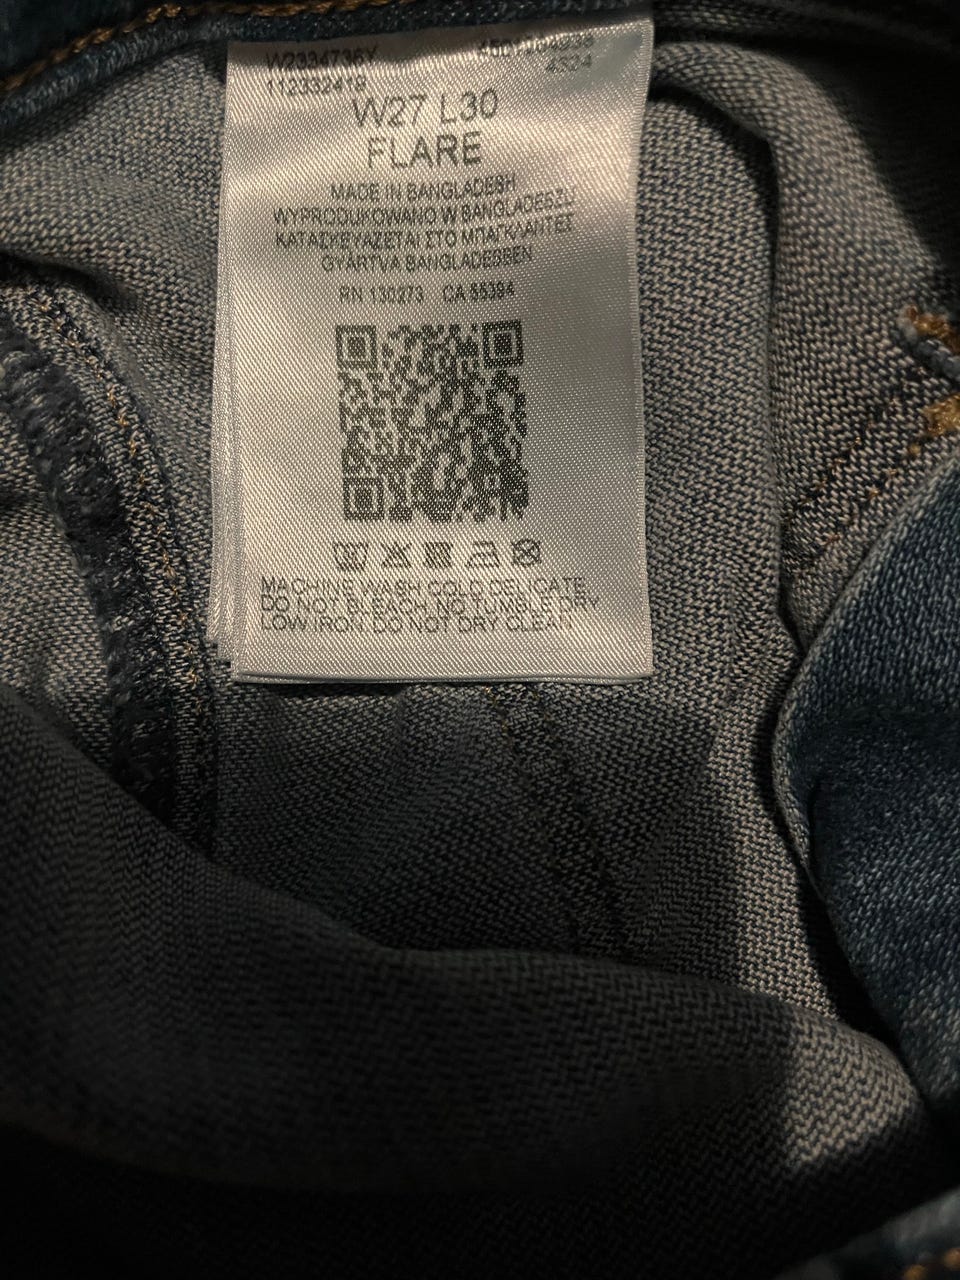 W2334736Y
4S24
112332419
W27 L30
FLARE
MADE IN BANGLADESH
WYPRODUKOWANO W BANGLADESZU
ΚΑΤΑΣΚΕΥΑΖΕΤΑΙ ΣΤΟ ΜΠΑΓΚΛΑΝΤΕΣ
GYÁRTVA BANGLADESBEN
RN 130273 CA 55394
MACHINE WASH COLD DELICATE.
DO NOT BLEACH. NO TUMBLE DRY.
LOW IRON. DO NOT DRY CLEAN.